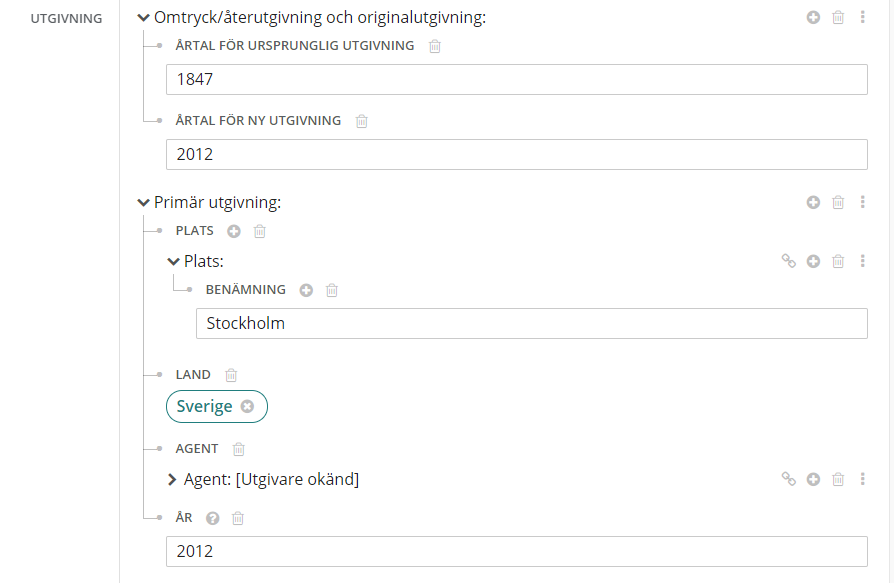 UTGIVNING
Omtryck/återutgivning och originalutgivning:
ÅRTAL FÖR URSPRUNGLIG UTGIVNING
1847
ÅRTAL FÖR NY UTGIVNING
2012
Primär utgivning:
PLATS
Plats:
BENÄMNING
Stockholm
LAND
Sverige
AGENT
Agent: [Utgivare okänd]
ÅR
2012